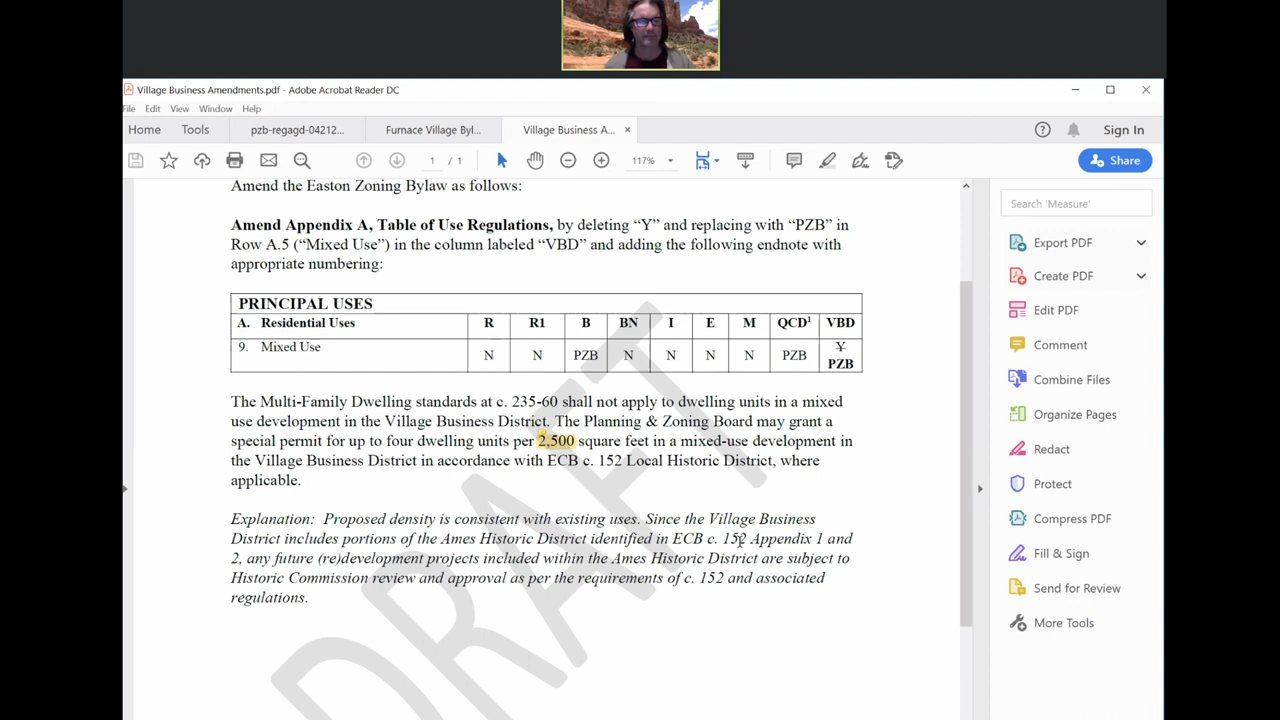 Village Business Amendments.pdf - Adobe Acrobat Reader DC
File Edit View Window Help
Home Tools pzb-regagd-04212... Furnace Village Byl... Village Business A... × Sign In
1 / 1 117% Share
Amend the Easton Zoning Bylaw as follows:
Amend Appendix A, Table of Use Regulations, by deleting “Y” and replacing with “PZB” in
Row A.5 (“Mixed Use”) in the column labeled “VBD” and adding the following endnote with
appropriate numbering:
PRINCIPAL USES
A. Residential Uses R R1 B BN I E M QCD¹ VBD
9. Mixed Use N N PZB N N N N PZB Y
PZB
The Multi-Family Dwelling standards at c. 235-60 shall not apply to dwelling units in a mixed
use development in the Village Business District. The Planning & Zoning Board may grant a
special permit for up to four dwelling units per 2,500 square feet in a mixed-use development in
the Village Business District in accordance with ECB c. 152 Local Historic District, where
applicable.
Explanation: Proposed density is consistent with existing uses. Since the Village Business
District includes portions of the Ames Historic District identified in ECB c. 152 Appendix 1 and
2, any future (re)development projects included within the Ames Historic District are subject to
Historic Commission review and approval as per the requirements of c. 152 and associated
regulations.
DRAFT
Search 'Measure'
Export PDF
Create PDF
Edit PDF
Comment
Combine Files
Organize Pages
Redact
Protect
Compress PDF
Fill & Sign
Send for Review
More Tools